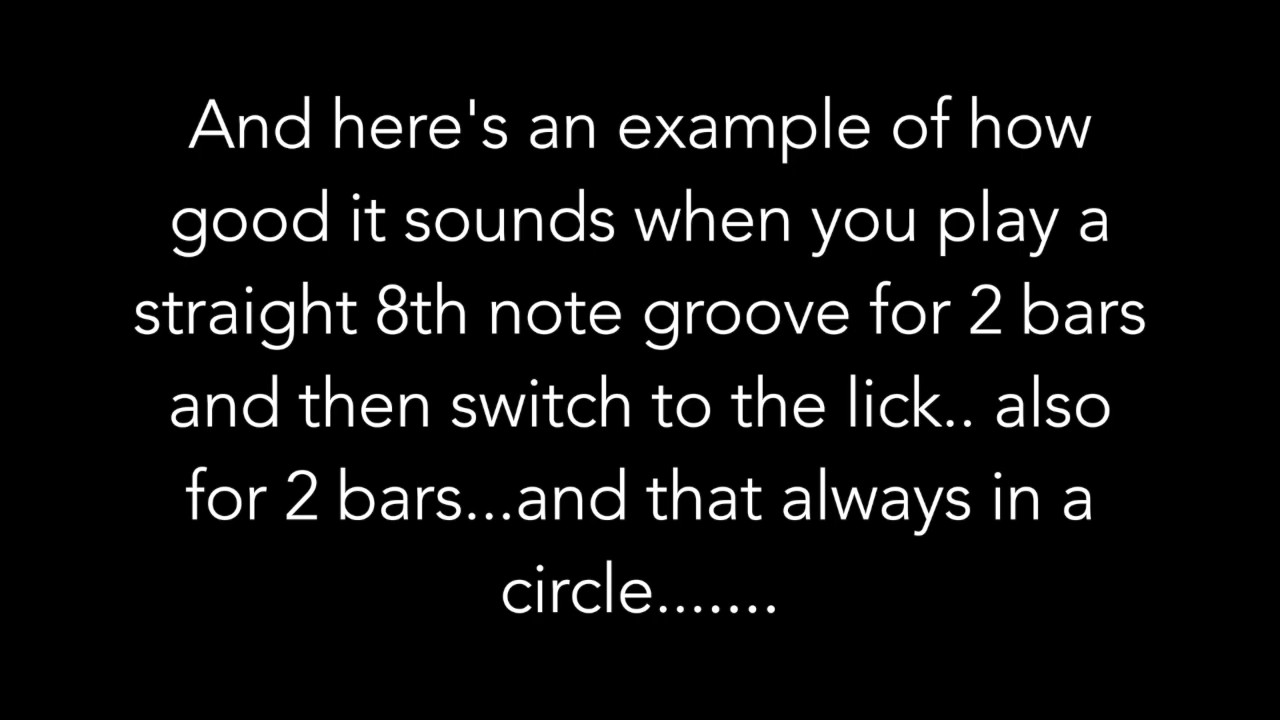 And here's an example of how
good it sounds when you play a
straight 8th note groove for 2 bars
and then switch to the lick.. also
for 2 bars...and that always in a
circle.......